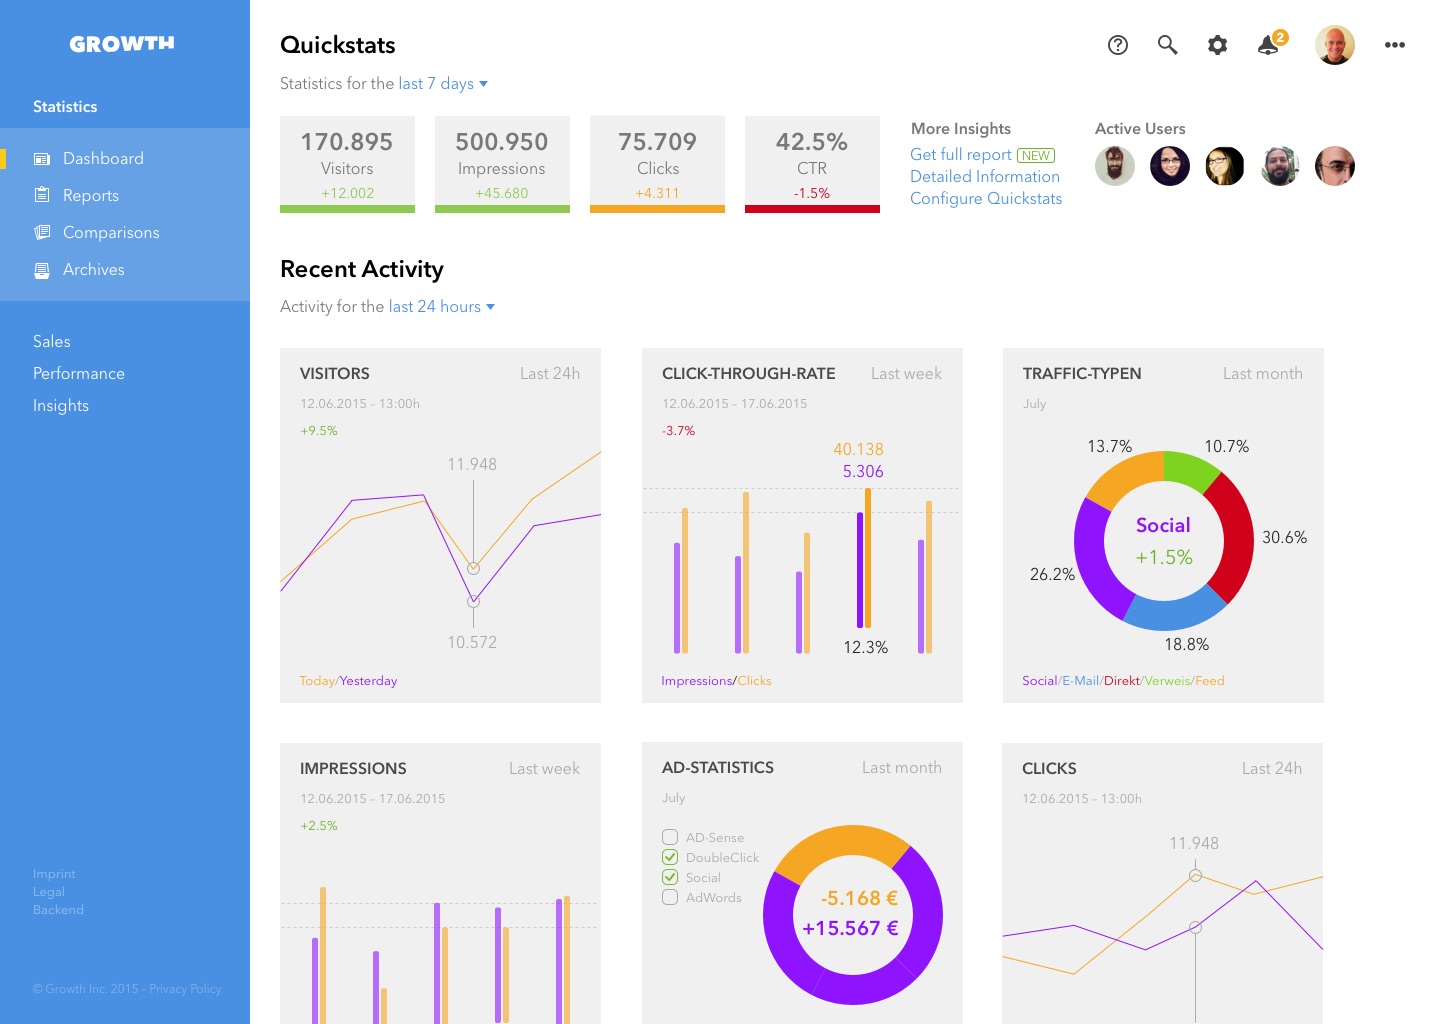 GROWTH
Statistics
Dashboard
Reports
Comparisons
Archives
Sales
Performance
Insights
Imprint
Legal
Backend
© Growth Inc. 2015 – Privacy Policy
Quickstats
2
Statistics for the last 7 days
170.895
Visitors
+12.002
500.950
Impressions
+45.680
75.709
Clicks
+4.311
42.5%
CTR
-1.5%
More Insights
Get full report NEW
Detailed Information
Configure Quickstats
Active Users
Recent Activity
Activity for the last 24 hours
VISITORS Last 24h
12.06.2015 – 13:00h
+9.5%
11.948
10.572
Today/Yesterday
CLICK-THROUGH-RATE Last week
12.06.2015 – 17.06.2015
-3.7%
40.138
5.306
12.3%
Impressions/Clicks
TRAFFIC-TYPEN Last month
July
13.7% 10.7%
Social
+1.5%
30.6%
26.2%
18.8%
Social/E-Mail/Direkt/Verweis/Feed
IMPRESSIONS Last week
12.06.2015 – 17.06.2015
+2.5%
AD-STATISTICS Last month
July
AD-Sense
DoubleClick
Social
AdWords
-5.168 €
+15.567 €
CLICKS Last 24h
12.06.2015 – 13:00h
11.948